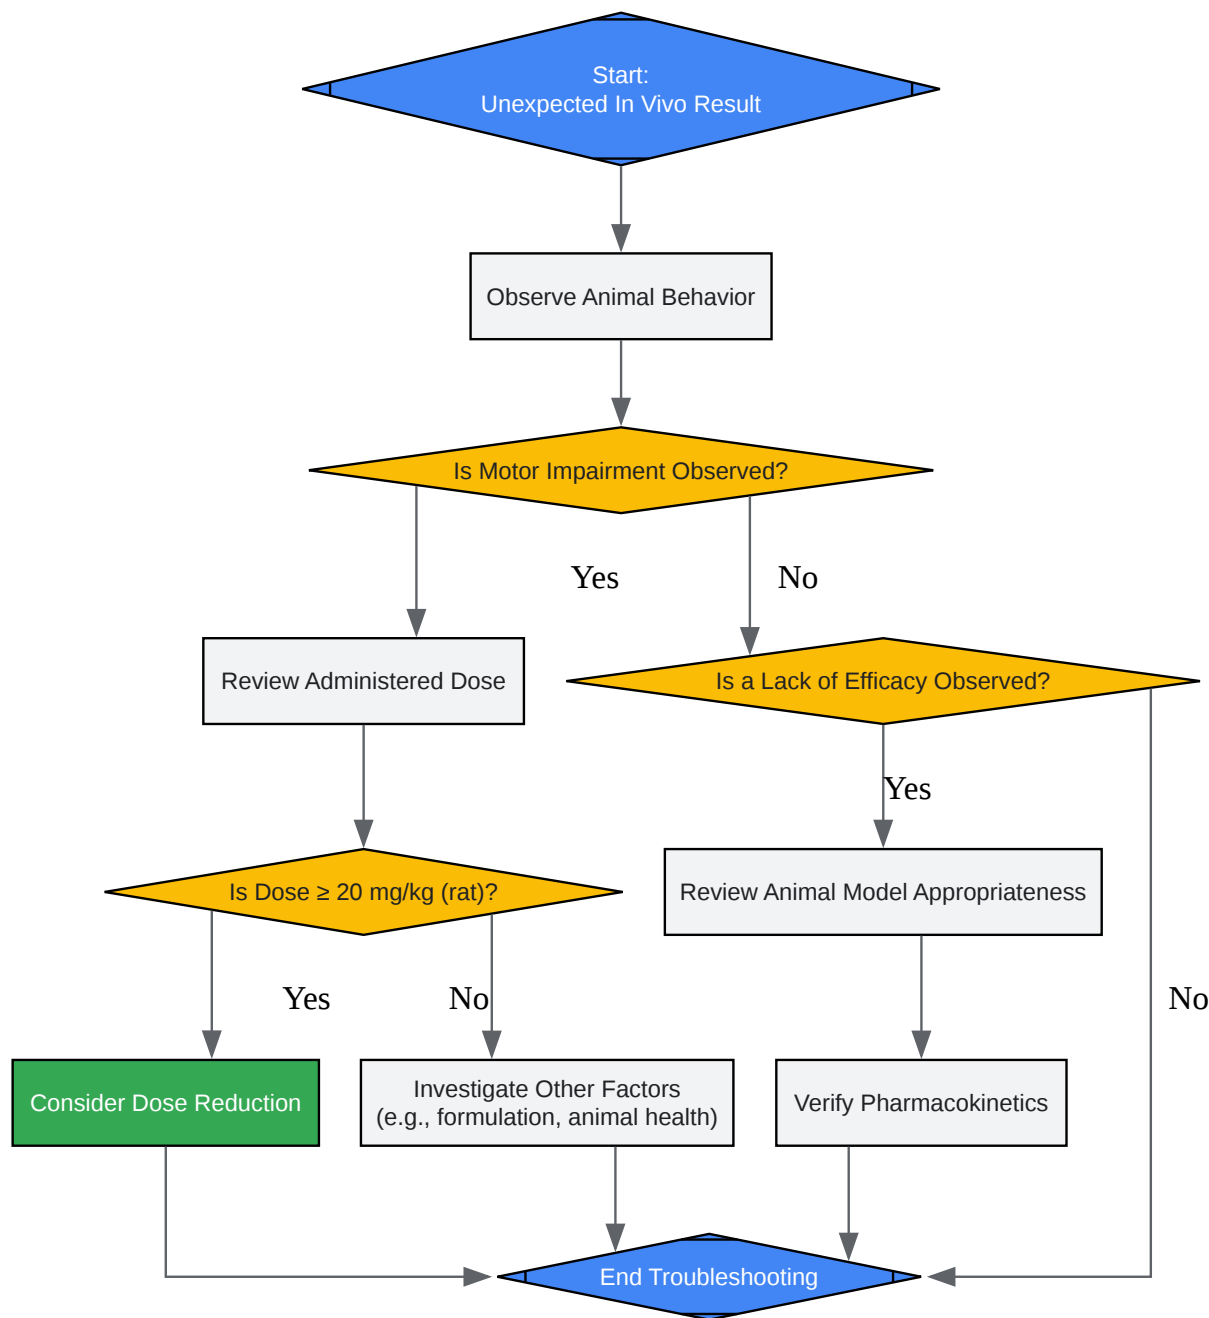 Start:
Unexpected In Vivo Result
Observe Animal Behavior
Is Motor Impairment Observed?
Yes
No
Review Administered Dose
Is a Lack of Efficacy Observed?
Yes
Is Dose ≥ 20 mg/kg (rat)?
Review Animal Model Appropriateness
Yes
No
No
Consider Dose Reduction
Investigate Other Factors
(e.g., formulation, animal health)
Verify Pharmacokinetics
End Troubleshooting